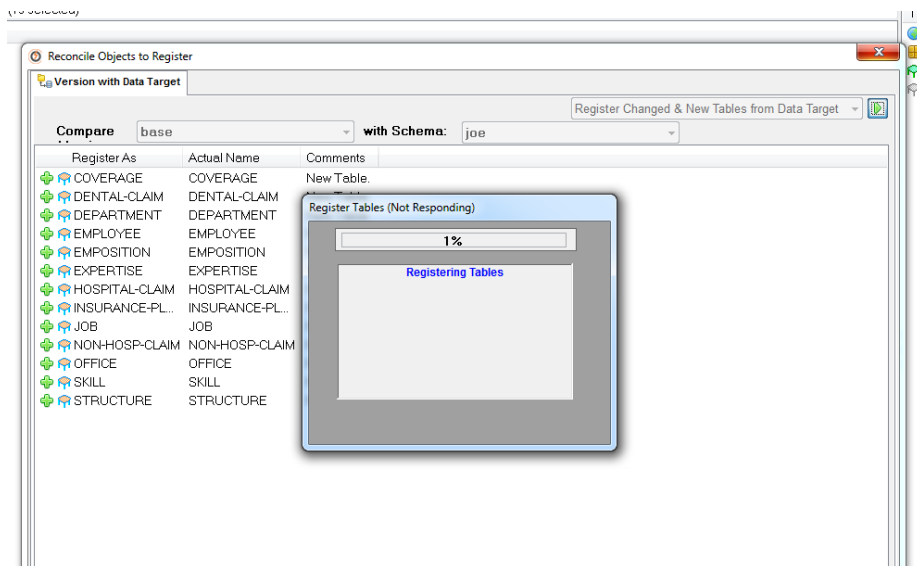 Reconcile Objects to Register
Version with Data Target
Register Changed & New Tables from Data Target
Compare base with Schema: joe
Register As Actual Name Comments
COVERAGE COVERAGE New Table.
DENTAL-CLAIM DENTAL-CLAIM
DEPARTMENT DEPARTMENT
EMPLOYEE EMPLOYEE
EMPOSITION EMPOSITION
EXPERTISE EXPERTISE
HOSPITAL-CLAIM HOSPITAL-CLAIM
INSURANCE-PL... INSURANCE-PL...
JOB JOB
NON-HOSP-CLAIM NON-HOSP-CLAIM
OFFICE OFFICE
SKILL SKILL
STRUCTURE STRUCTURE
Register Tables (Not Responding)
1%
Registering Tables